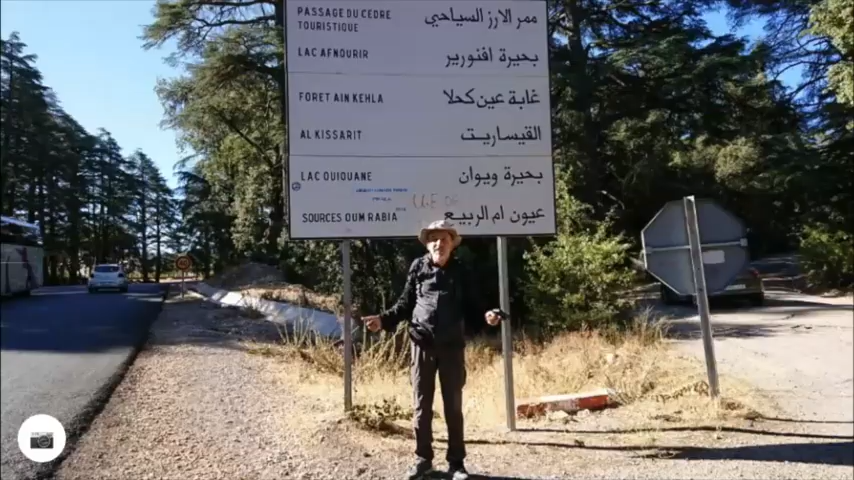 PASSAGE DU CEDRE
TOURISTIQUE
ممر الارز السياحي
LAC AFNOURIR
بحيرة افنورير
FORET AIN KEHLA
غابة عين كحلا
AL KISSARIT
القيساريت
LAC OUIOUANE
بحيرة ويوان
SOURCES OUM RABIA
عيون ام الربيع